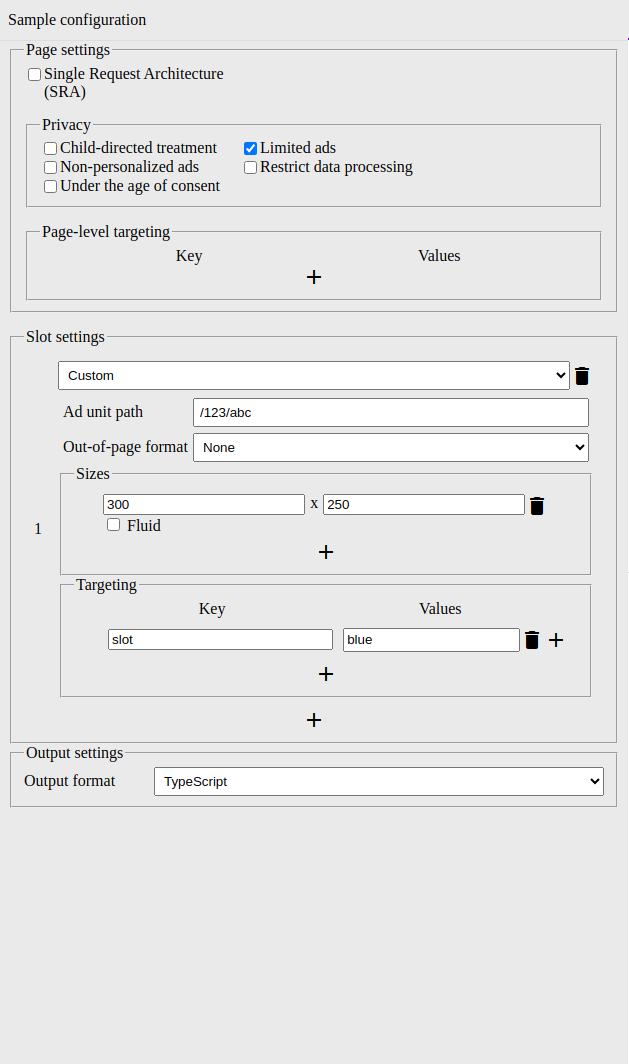 Sample configuration
Page settings
Single Request Architecture
(SRA)
Privacy
Child-directed treatment
Limited ads
Non-personalized ads
Restrict data processing
Under the age of consent
Page-level targeting
Key Values
+
Slot settings
Custom
Ad unit path /123/abc
Out-of-page format None
Sizes
300 x 250
1
Fluid
+
Targeting
Key Values
slot blue +
+
+
Output settings
Output format TypeScript